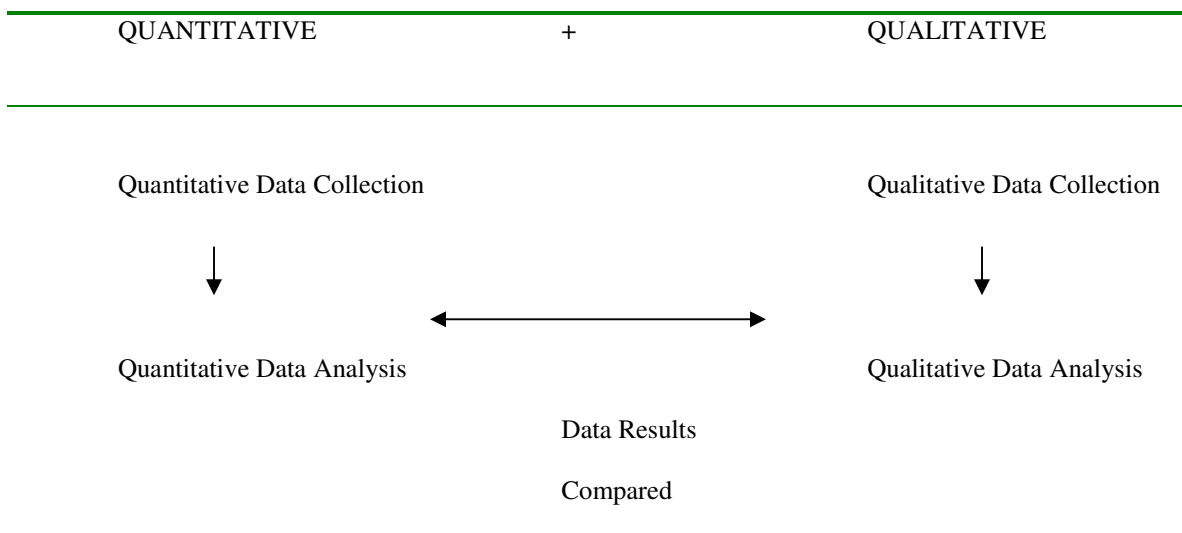 QUANTITATIVE + QUALITATIVE
Quantitative Data Collection Qualitative Data Collection
Quantitative Data Analysis Qualitative Data Analysis
Data Results
Compared